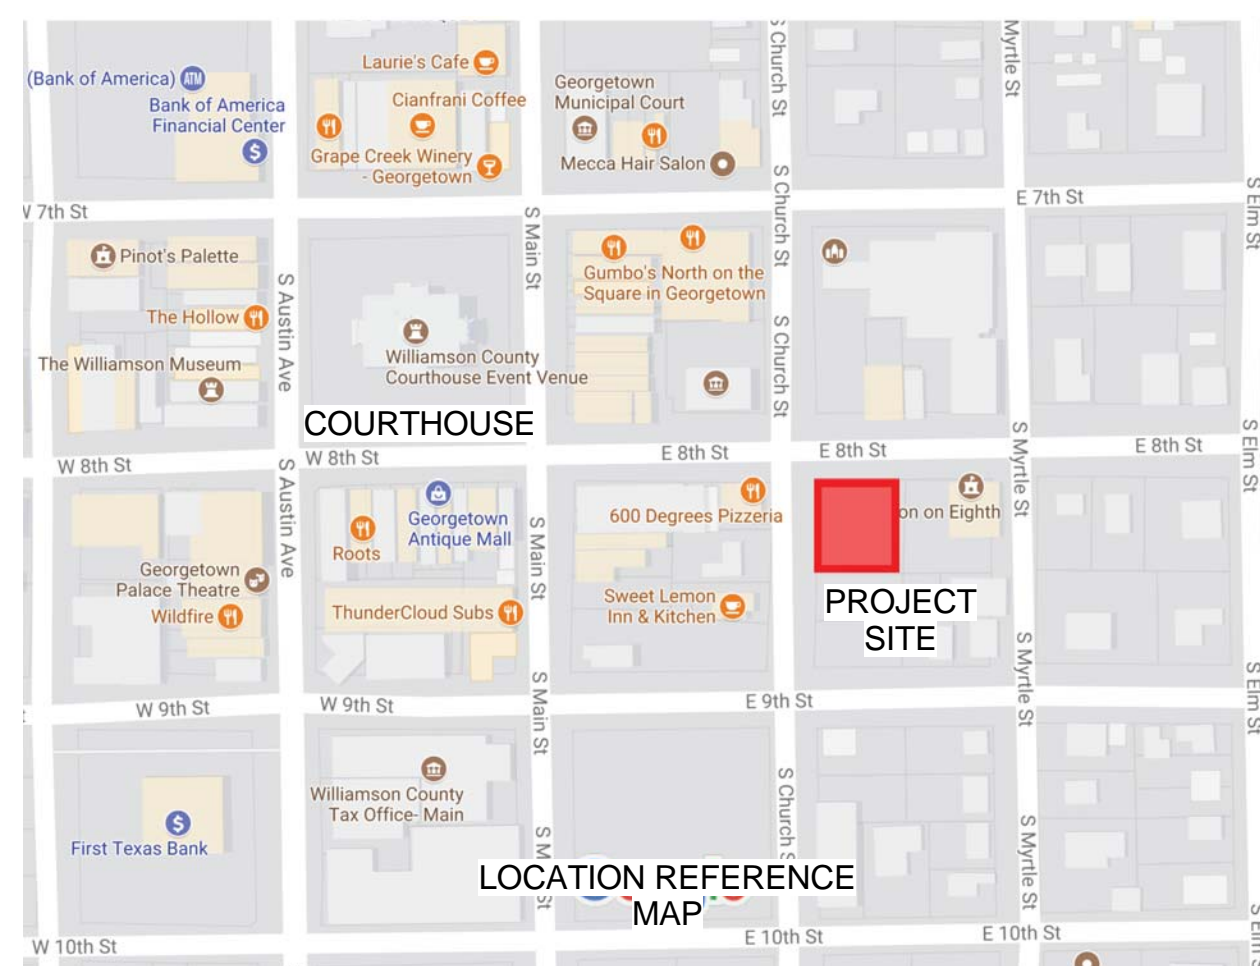 S Church St
Myrtle St
Laurie's Cafe
(Bank of America)
ATM
Georgetown
Municipal Court
Bank of America
Financial Center
$
Cianfrani Coffee
Grape Creek Winery
- Georgetown
Mecca Hair Salon
S Church St
S Elm St
E 7th St
W 7th St
S Main St
Pinot's Palette
Gumbo's North on the
Square in Georgetown
S Austin Ave
The Hollow
S Church St
The Williamson Museum
Williamson County
Courthouse Event Venue
COURTHOUSE
S Myrtle St
S Elm St
W 8th St
W 8th St
E 8th St
E 8th St
E 8th St
S Austin Ave
Georgetown
Antique Mall
Roots
S Main St
600 Degrees Pizzeria
on on Eighth
Georgetown
Palace Theatre
Wildfire
ThunderCloud Subs
Sweet Lemon
Inn & Kitchen
PROJECT
SITE
S Myrtle St
S Elm St
W 9th St
W 9th St
S Main St
E 9th St
Williamson County
Tax Office- Main
S Church S
$
First Texas Bank
S Myrtle St
LOCATION REFERENCE
MAP
W 10th St
E 10th St
E 10th St